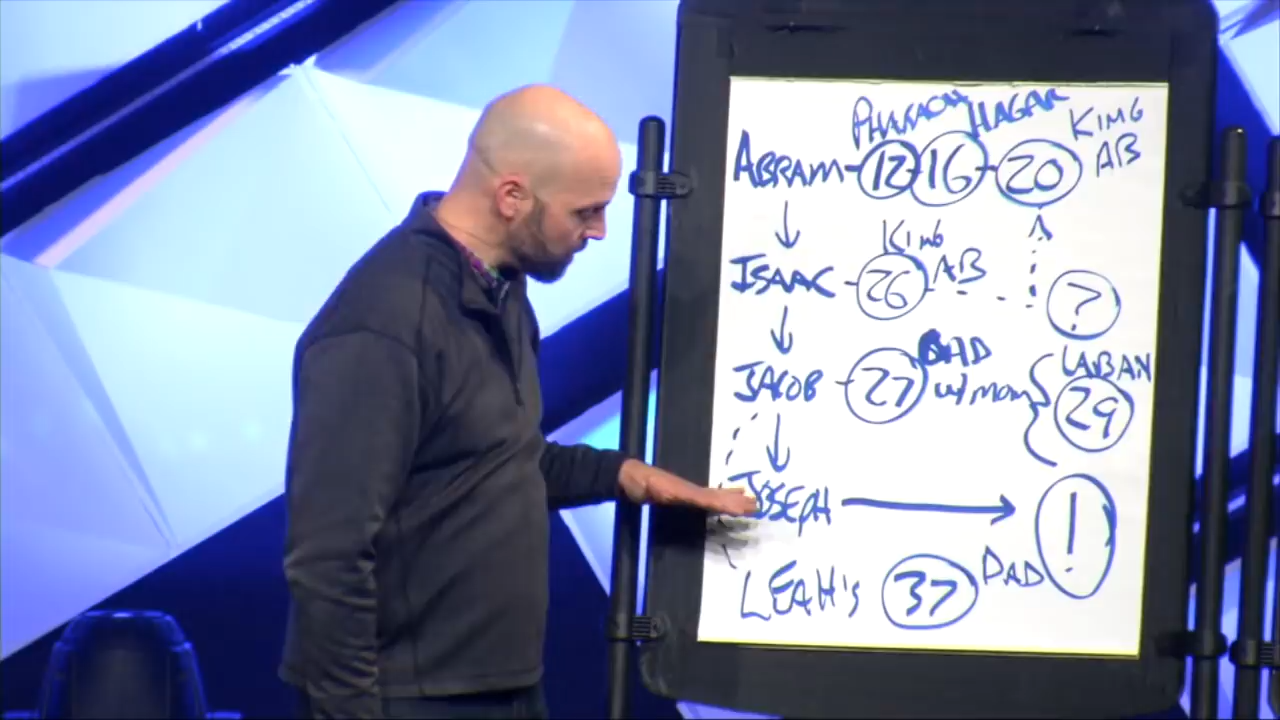 PHARAOH HAGAR KING AB
ABRAM - 12 16 - 20
KING AB
ISAAC - 26 ?
JACOB - 27 DAD w/mom { LABAN 29
JOSEPH !
LEAH's 37 DAD